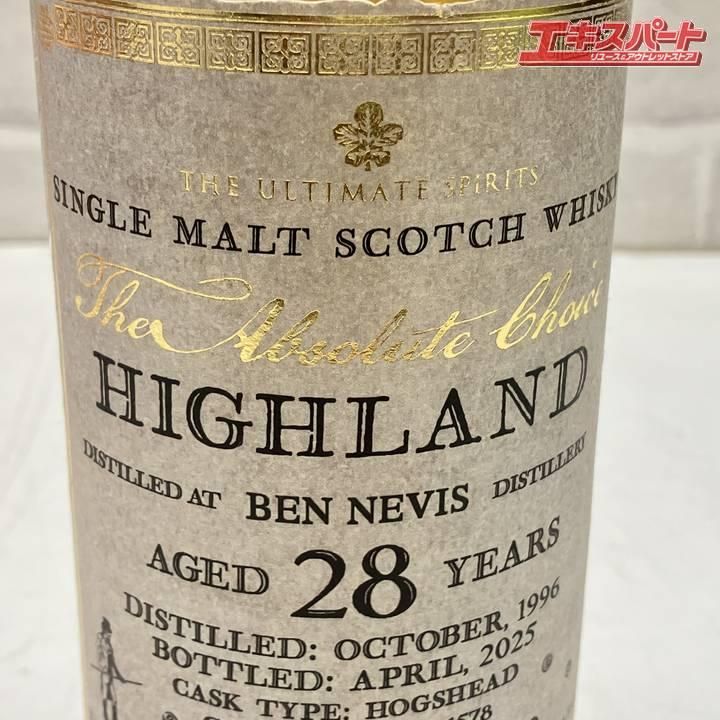 エキスパート
リユース&アウトレットストア
THE ULTIMATE SPIRITS
SINGLE MALT SCOTCH WHISKY
The Absolute Choice
HIGHLAND
DISTILLED AT BEN NEVIS DISTILLERY
AGED 28 YEARS
DISTILLED: OCTOBER, 1996
BOTTLED: APRIL, 2025
CASK TYPE: HOGSHEAD